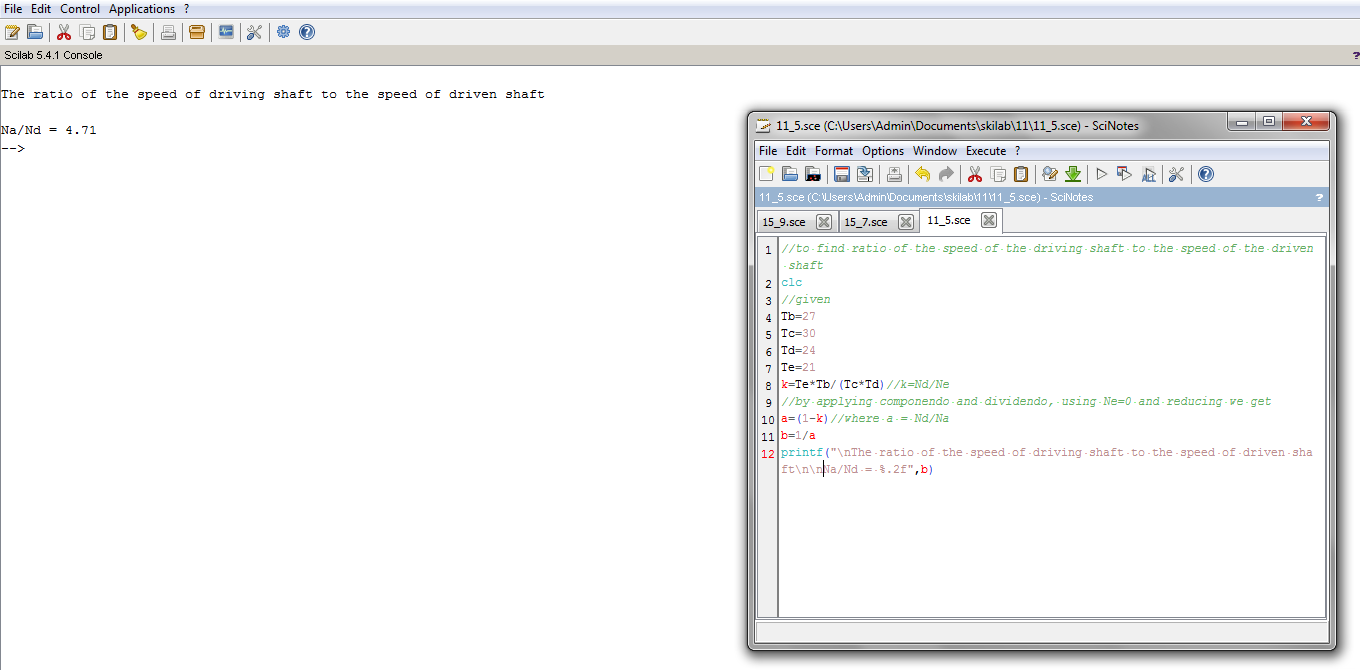 File Edit Control Applications ?
Scilab 5.4.1 Console
?
The ratio of the speed of driving shaft to the speed of driven shaft
Na/Nd = 4.71
-->
11_5.sce (C:\Users\Admin\Documents\skilab\11\11_5.sce) - SciNotes
File Edit Format Options Window Execute ?
11_5.sce (C:\Users\Admin\Documents\skilab\11\11_5.sce) - SciNotes
?
15_9.sce 15_7.sce 11_5.sce
1 //to find ratio of the speed of the driving shaft to the speed of the driven
shaft
2 clc
3 //given
4 Tb=27
5 Tc=30
6 Td=24
7 Te=21
8 k=Te*Tb/(Tc*Td)//k=Nd/Ne
9 //by applying componendo and dividendo, using Ne=0 and reducing we get
10 a=(1-k)//where a = Nd/Na
11 b=1/a
12 printf("\nThe ratio of the speed of driving shaft to the speed of driven sha
ft\n\nNa/Nd = %.2f",b)